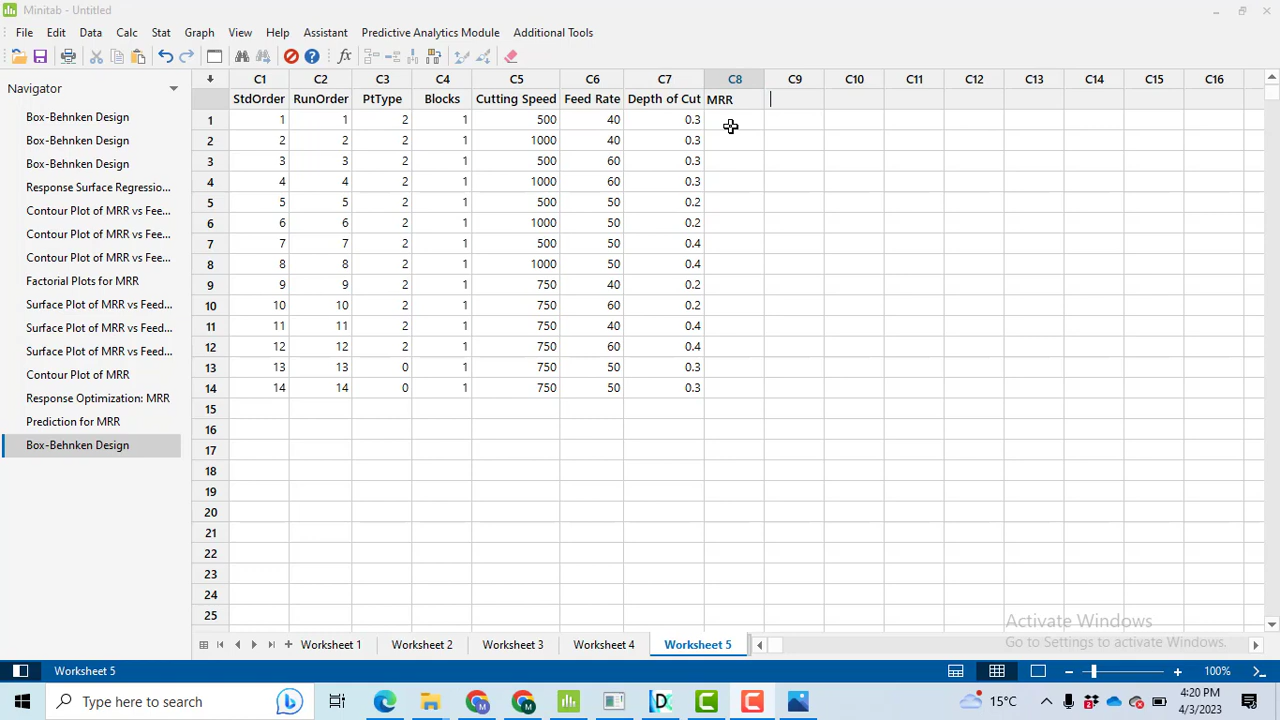 Minitab - Untitled
File Edit Data Calc Stat Graph View Help Assistant Predictive Analytics Module Additional Tools
Navigator
Box-Behnken Design
Box-Behnken Design
Box-Behnken Design
Response Surface Regressio...
Contour Plot of MRR vs Fee...
Contour Plot of MRR vs Fee...
Contour Plot of MRR vs Fee...
Factorial Plots for MRR
Surface Plot of MRR vs Feed...
Surface Plot of MRR vs Feed...
Surface Plot of MRR vs Feed...
Contour Plot of MRR
Response Optimization: MRR
Prediction for MRR
Box-Behnken Design
C1 C2 C3 C4 C5 C6 C7 C8 C9 C10 C11 C12 C13 C14 C15 C16
StdOrder RunOrder PtType Blocks Cutting Speed Feed Rate Depth of Cut MRR
1 1 1 2 1 500 40 0.3
2 2 2 2 1 1000 40 0.3
3 3 3 2 1 500 60 0.3
4 4 4 2 1 1000 60 0.3
5 5 5 2 1 500 50 0.2
6 6 6 2 1 1000 50 0.2
7 7 7 2 1 500 50 0.4
8 8 8 2 1 1000 50 0.4
9 9 9 2 1 750 40 0.2
10 10 10 2 1 750 60 0.2
11 11 11 2 1 750 40 0.4
12 12 12 2 1 750 60 0.4
13 13 13 0 1 750 50 0.3
14 14 14 0 1 750 50 0.3
15
16
17
18
19
20
21
22
23
24
25
Activate Windows
Go to Settings to activate Windows.
Worksheet 1 Worksheet 2 Worksheet 3 Worksheet 4 Worksheet 5
Worksheet 5 100%
Type here to search 15°C 4:20 PM
4/3/2023